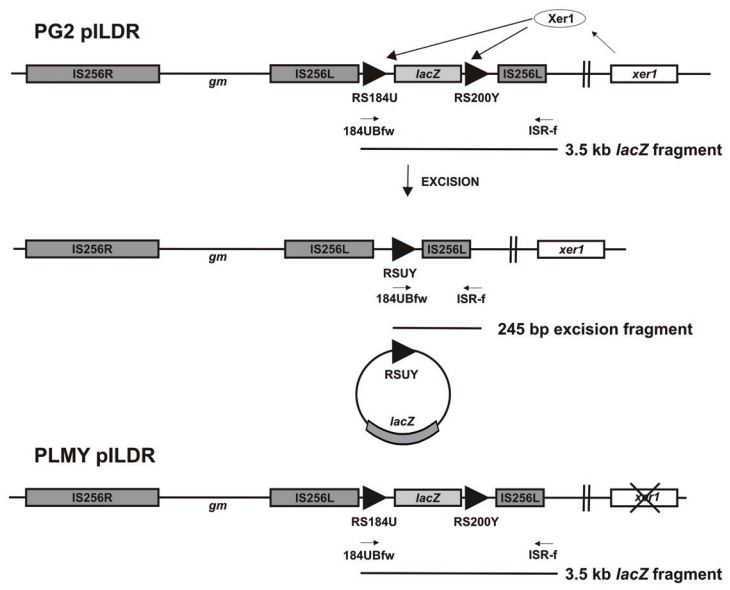 PG2 pILDR
Xer1
IS256R
gm
IS256L
lacZ
IS256L
xer1
RS184U
RS200Y
184UBfw
ISR-f
3.5 kb lacZ fragment
EXCISION
IS256R
gm
IS256L
IS256L
xer1
RSUY
184UBfw
ISR-f
245 bp excision fragment
RSUY
lacZ
PLMY pILDR
IS256R
gm
IS256L
lacZ
IS256L
xer1
RS184U
RS200Y
184UBfw
ISR-f
3.5 kb lacZ fragment